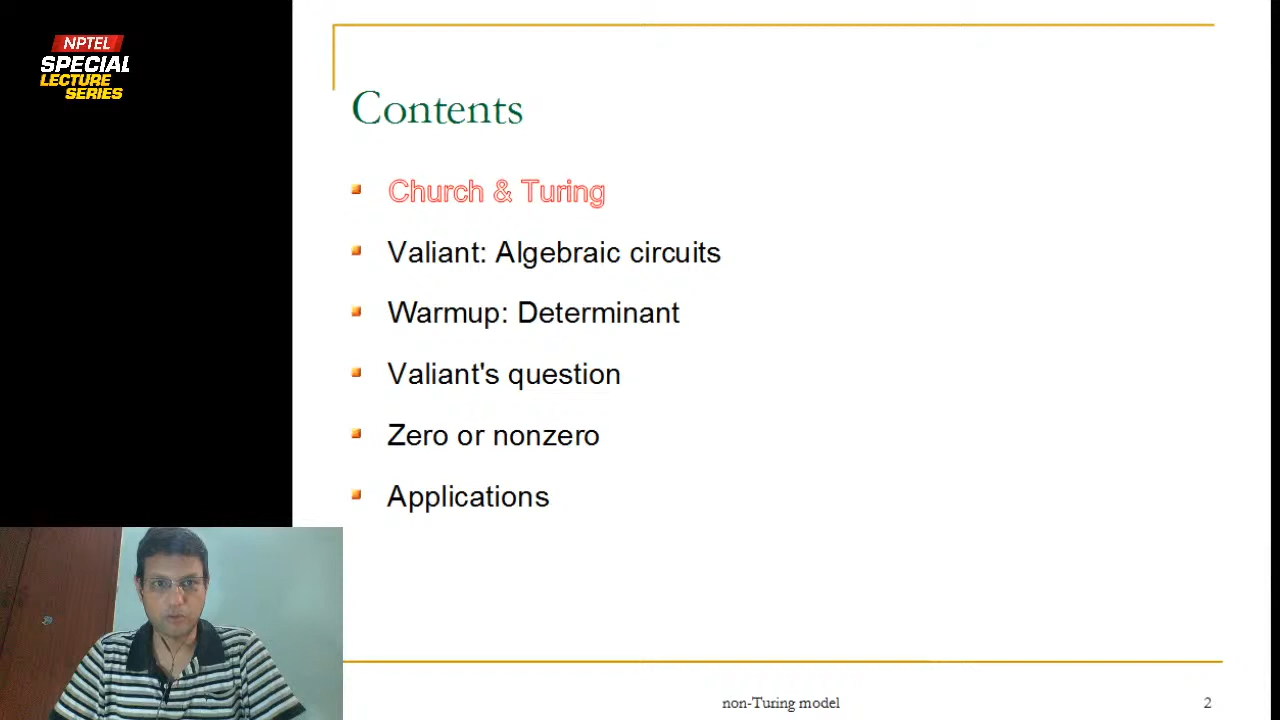 NPTEL
SPECIAL
LECTURE
SERIES
Contents
Church & Turing
Valiant: Algebraic circuits
Warmup: Determinant
Valiant's question
Zero or nonzero
Applications
non-Turing model
2